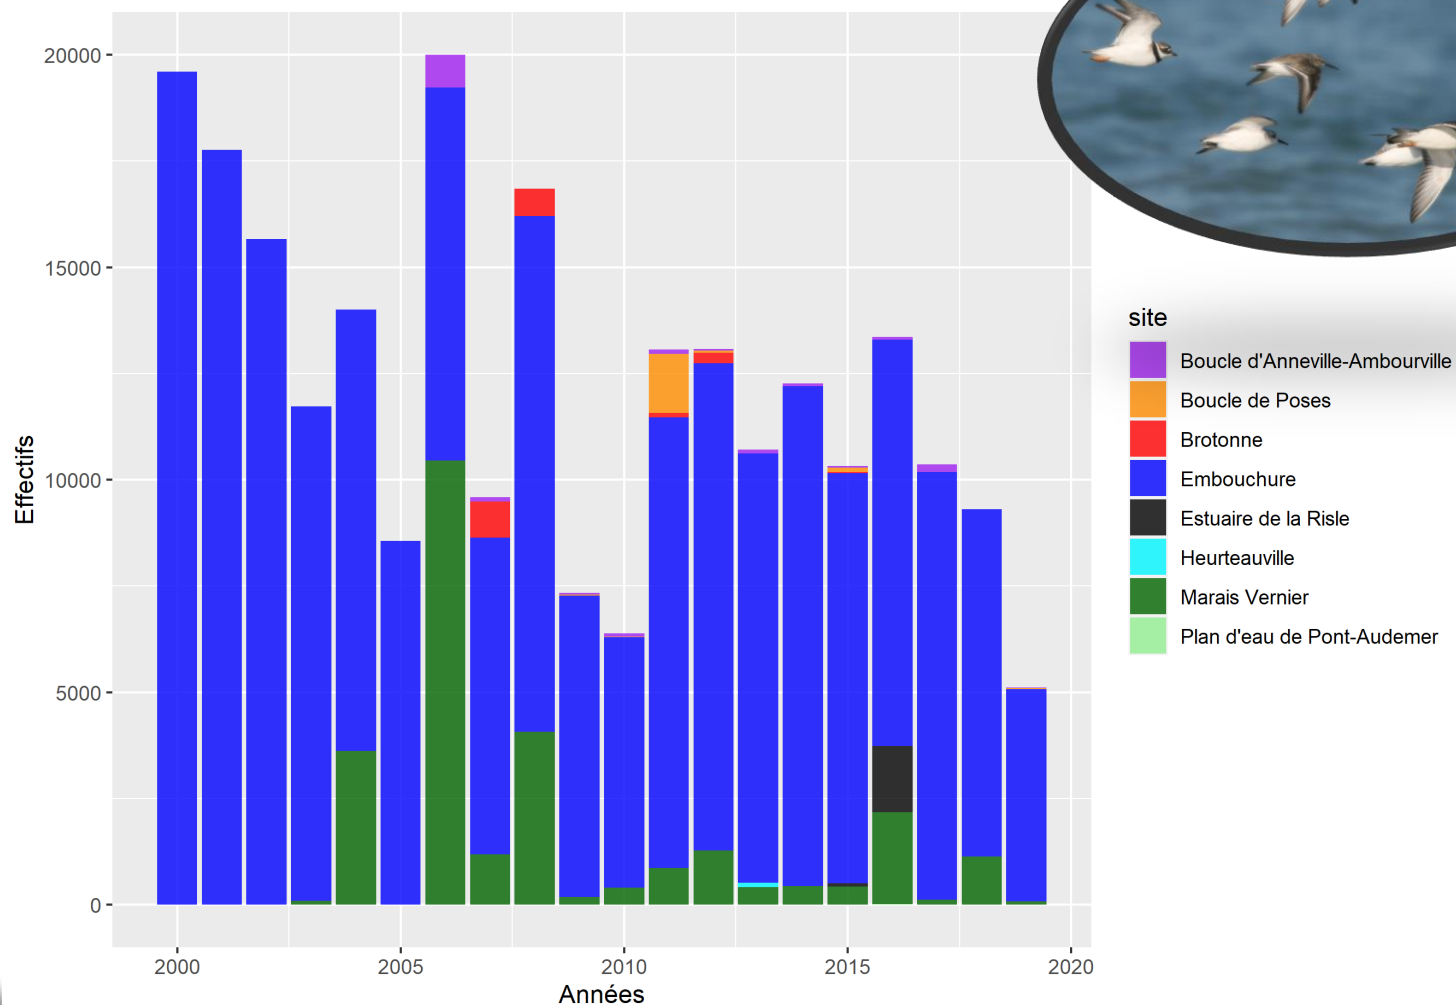 20000
15000
10000
5000
0
Effectifs
2000
2005
2010
2015
2020
Années
site
Boucle d'Anneville-Ambourville
Boucle de Poses
Brotonne
Embouchure
Estuaire de la Risle
Heurteauville
Marais Vernier
Plan d'eau de Pont-Audemer